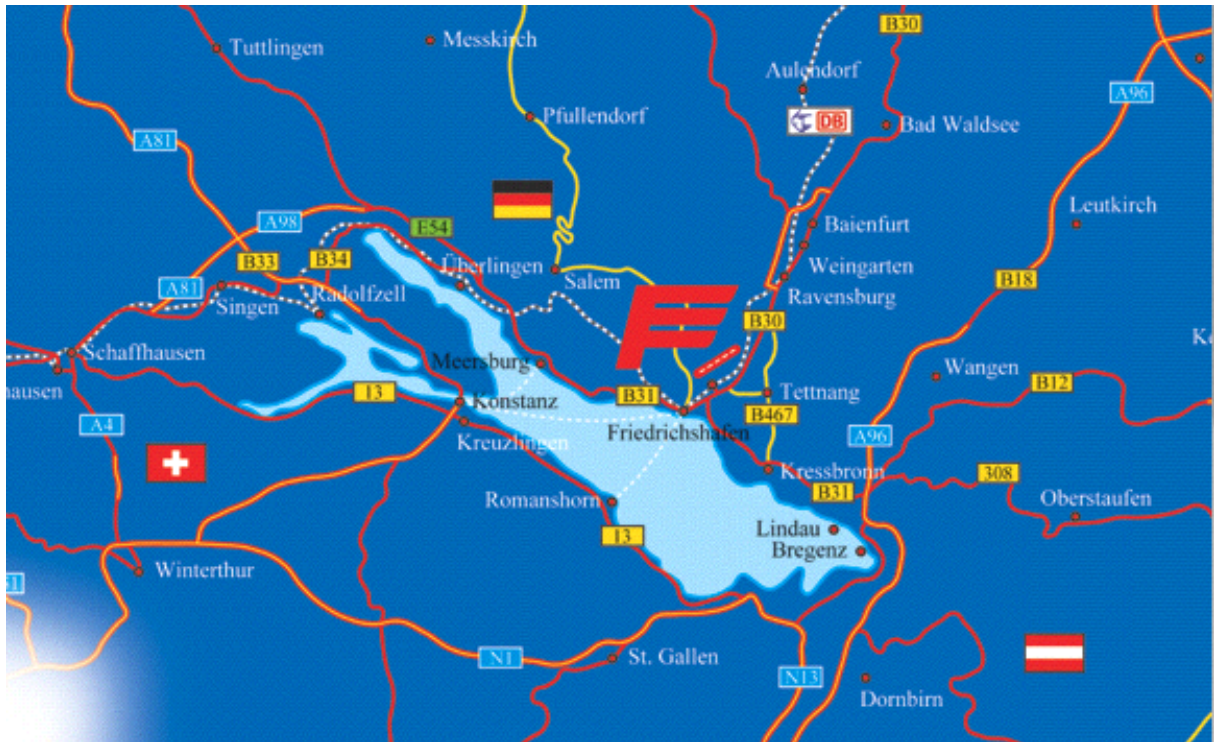 B30
Tuttlingen
Messkirch
Aulendorf
A96
DB
Pfullendorf
Bad Waldsee
A81
Leutkirch
A98
E54
Baienfurt
B33
B34
Überlingen
Weingarten
Salem
B18
A81
Singen
Radolfzell
Ravensburg
B30
Schaffhausen
Meersburg
F
Wangen
hausen
13
Konstanz
B31
Tettnang
B12
B467
A4
Kreuzlingen
Friedrichshafen
A96
Kressbronn
308
B31
Romanshorn
Oberstaufen
13
Lindau
Bregenz
Winterthur
N1
St. Gallen
N13
Dornbirn